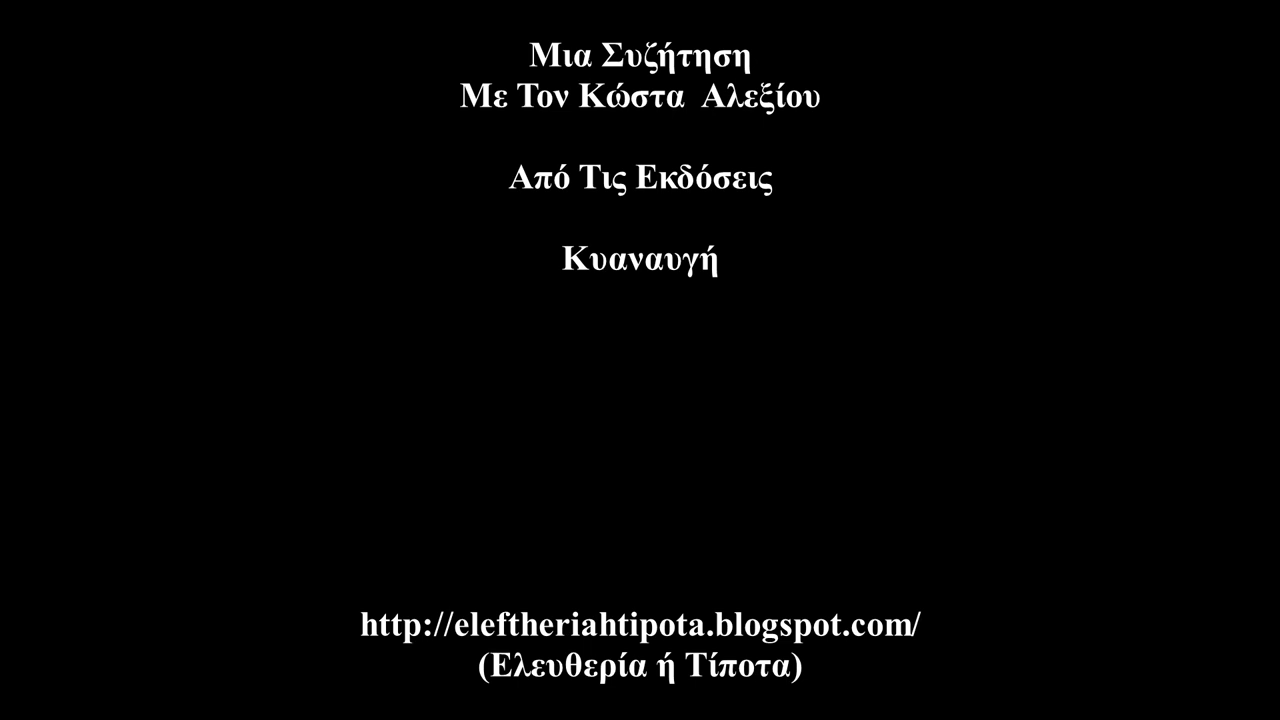 Μια Συζήτηση
Με Τον Κώστα  Αλεξίου
Από Τις Εκδόσεις
Κυαναυγή
http://eleftheriahtipota.blogspot.com/
(Ελευθερία ή Τίποτα)